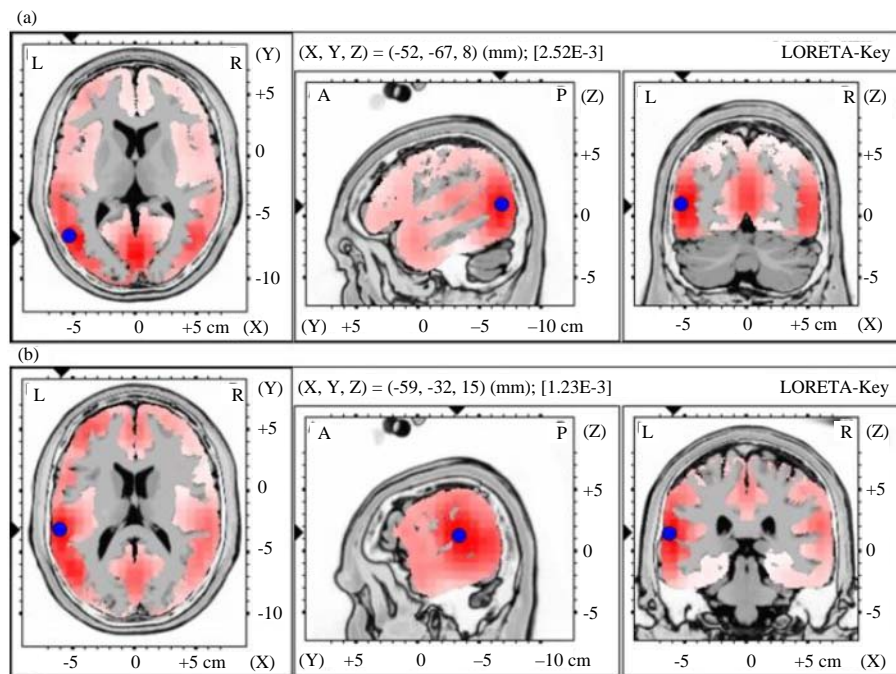 (a)
(X, Y, Z) = (-52, -67, 8) (mm); [2.52E-3] LORETA-Key
L R (Y)
+5
0
-5
-10
-5 0 +5 cm (X)
A P (Z)
+5
0
-5
(Y) +5 0 -5 -10 cm
L R (Z)
+5
0
-5
-5 0 +5 cm (X)
(b)
(X, Y, Z) = (-59, -32, 15) (mm); [1.23E-3] LORETA-Key
L R (Y)
+5
0
-5
-10
-5 0 +5 cm (X)
A P (Z)
+5
0
-5
(Y) +5 0 -5 -10 cm
L R (Z)
+5
0
-5
-5 0 +5 cm (X)